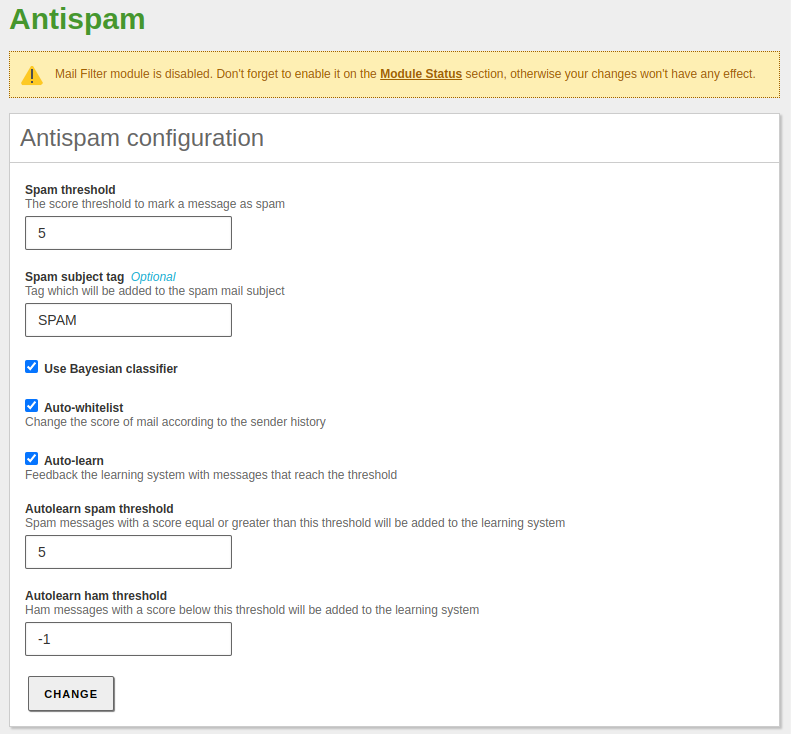 Antispam
Mail Filter module is disabled. Don't forget to enable it on the Module Status section, otherwise your changes won't have any effect.
Antispam configuration
Spam threshold
The score threshold to mark a message as spam
5
Spam subject tag Optional
Tag which will be added to the spam mail subject
SPAM
Use Bayesian classifier
Auto-whitelist
Change the score of mail according to the sender history
Auto-learn
Feedback the learning system with messages that reach the threshold
Autolearn spam threshold
Spam messages with a score equal or greater than this threshold will be added to the learning system
5
Autolearn ham threshold
Ham messages with a score below this threshold will be added to the learning system
-1
CHANGE